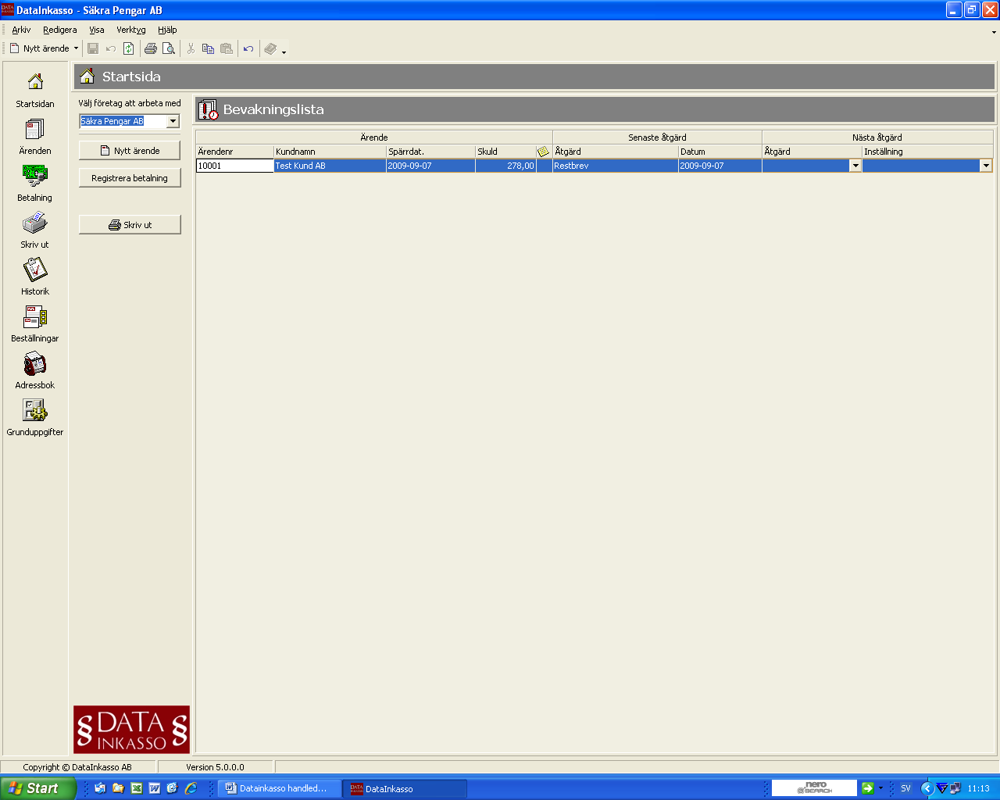 DataInkasso - Säkra Pengar AB
Arkiv Redigera Visa Verktyg Hjälp
Nytt ärende
Startsida
Startsidan
Ärenden
Betalning
Skriv ut
Historik
Beställningar
Adressbok
Grunduppgifter
Välj företag att arbeta med
Säkra Pengar AB
Nytt ärende
Registrera betalning
Skriv ut
Bevakningslista
Ärende Senaste åtgärd Nästa åtgärd
Ärendenr Kundnamn Spärrdat. Skuld Åtgärd Datum Åtgärd Inställning
10001 Test Kund AB 2009-09-07 278,00 Restbrev 2009-09-07
§ DATA INKASSO §
Copyright © DataInkasso AB Version 5.0.0.0
Start Datainkasso handled... DataInkasso nero SEARCH SV 11:13